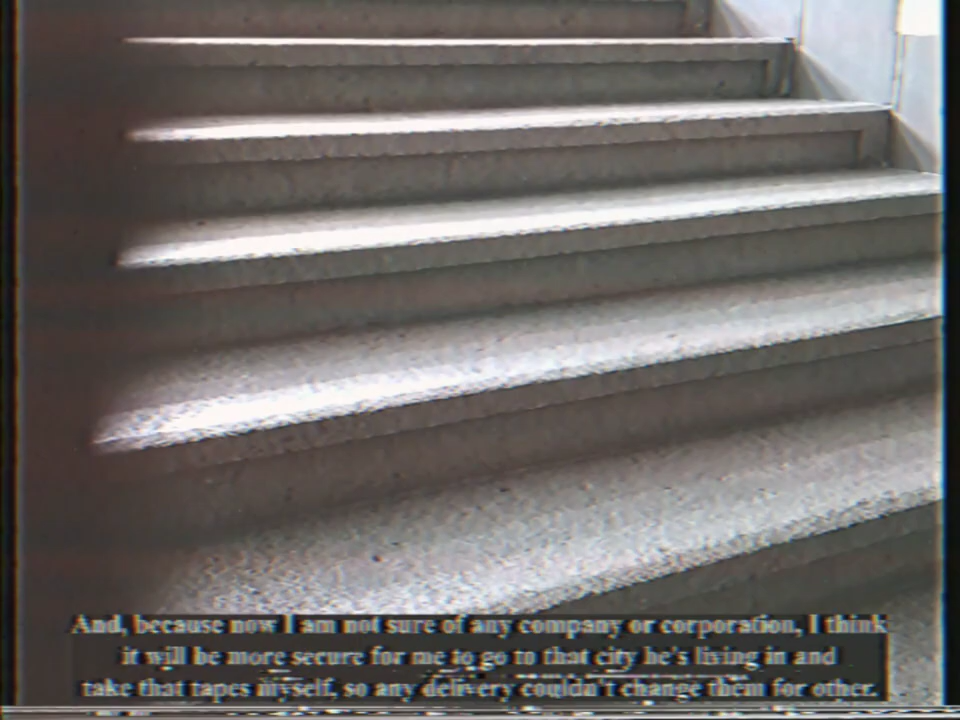 And, because now I am not sure of any company or corporation, I think
it will be more secure for me to go to that city he's living in and
take that tapes myself, so any delivery couldn't change them for other.